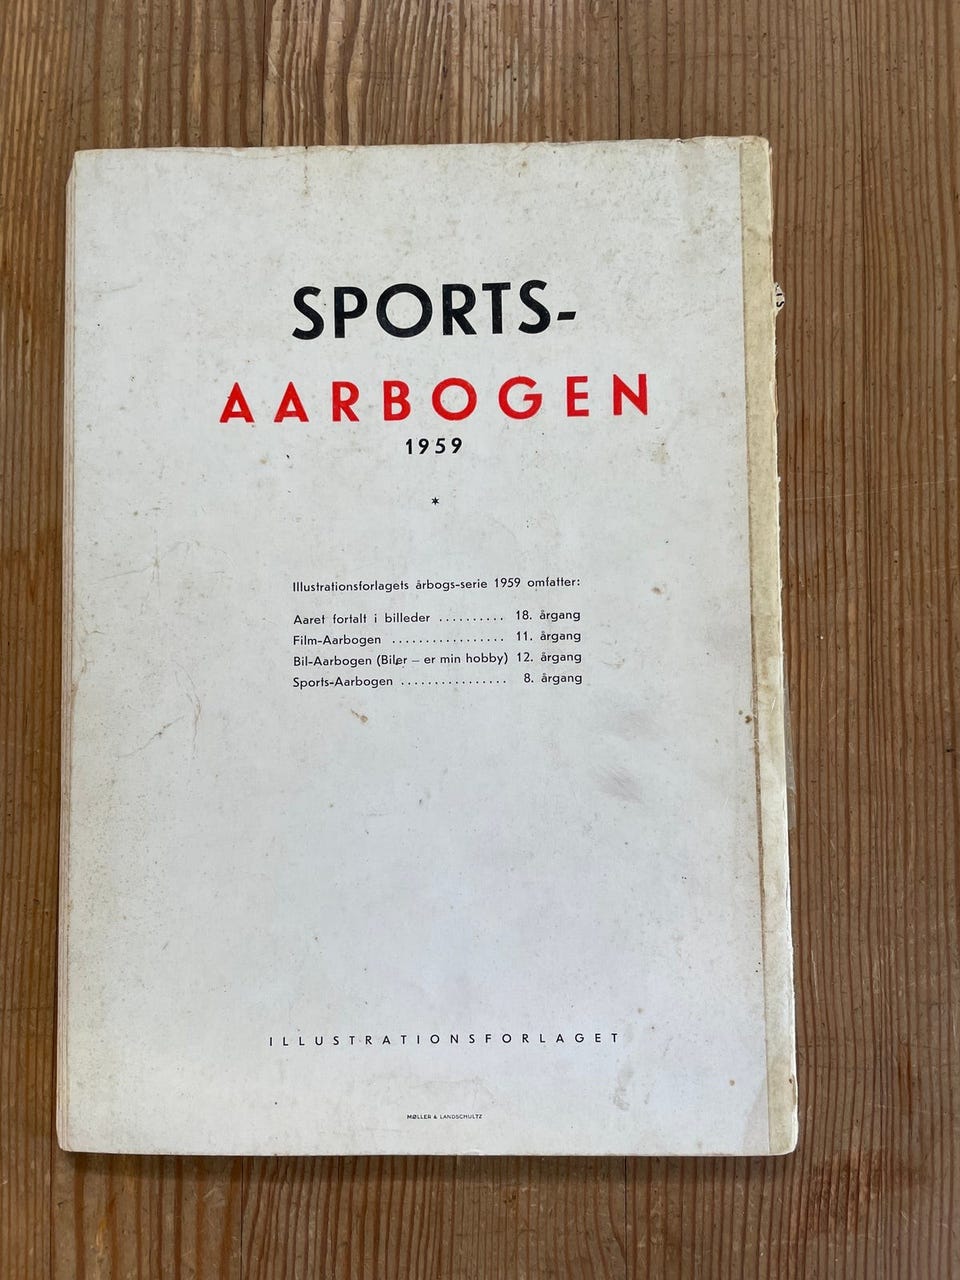 SPORTS-
AARBOGEN
1959
*
Illustrationsforlagets årbogs-serie 1959 omfatter:
Aaret fortalt i billeder .......... 18. årgang
Film-Aarbogen ................. 11. årgang
Bil-Aarbogen (Biler – er min hobby) 12. årgang
Sports-Aarbogen ................ 8. årgang
ILLUSTRATIONSFORLAGET
MØLLER & LANDSCHULTZ